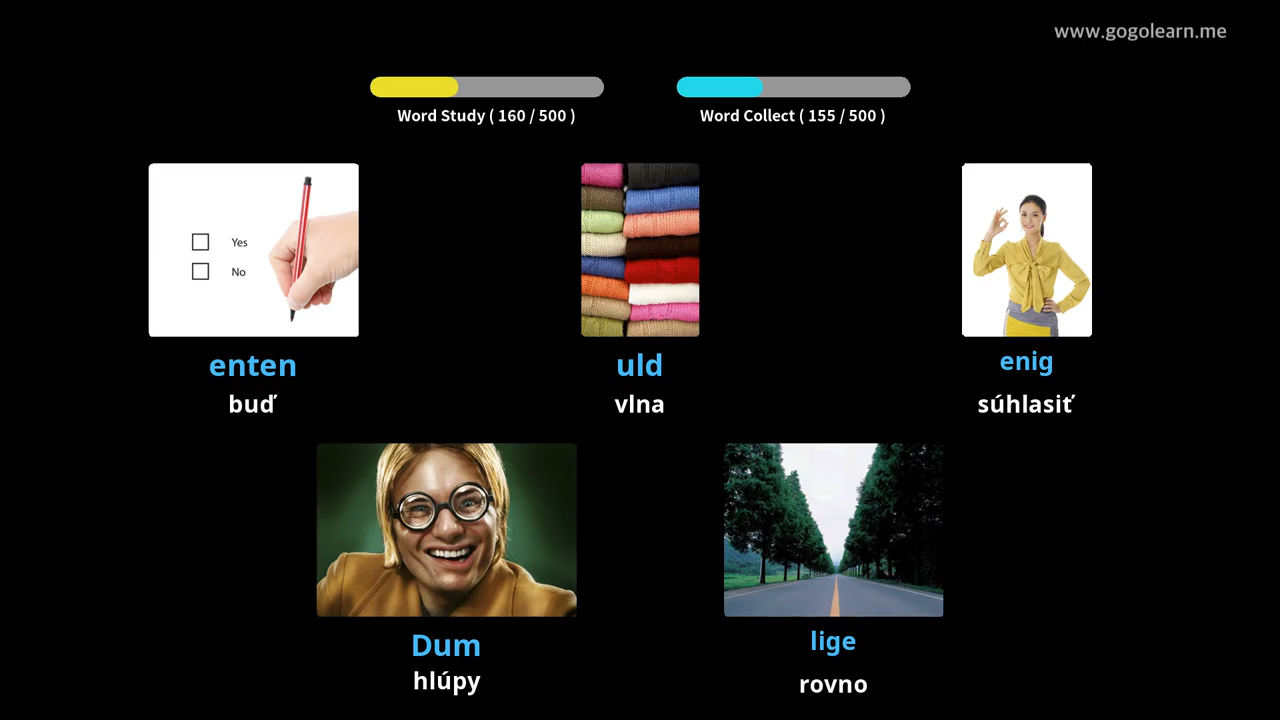 www.gogolearn.me
Word Study ( 160 / 500 )
Word Collect ( 155 / 500 )
Yes
No
enten
buď
uld
vlna
enig
súhlasiť
Dum
hlúpy
lige
rovno